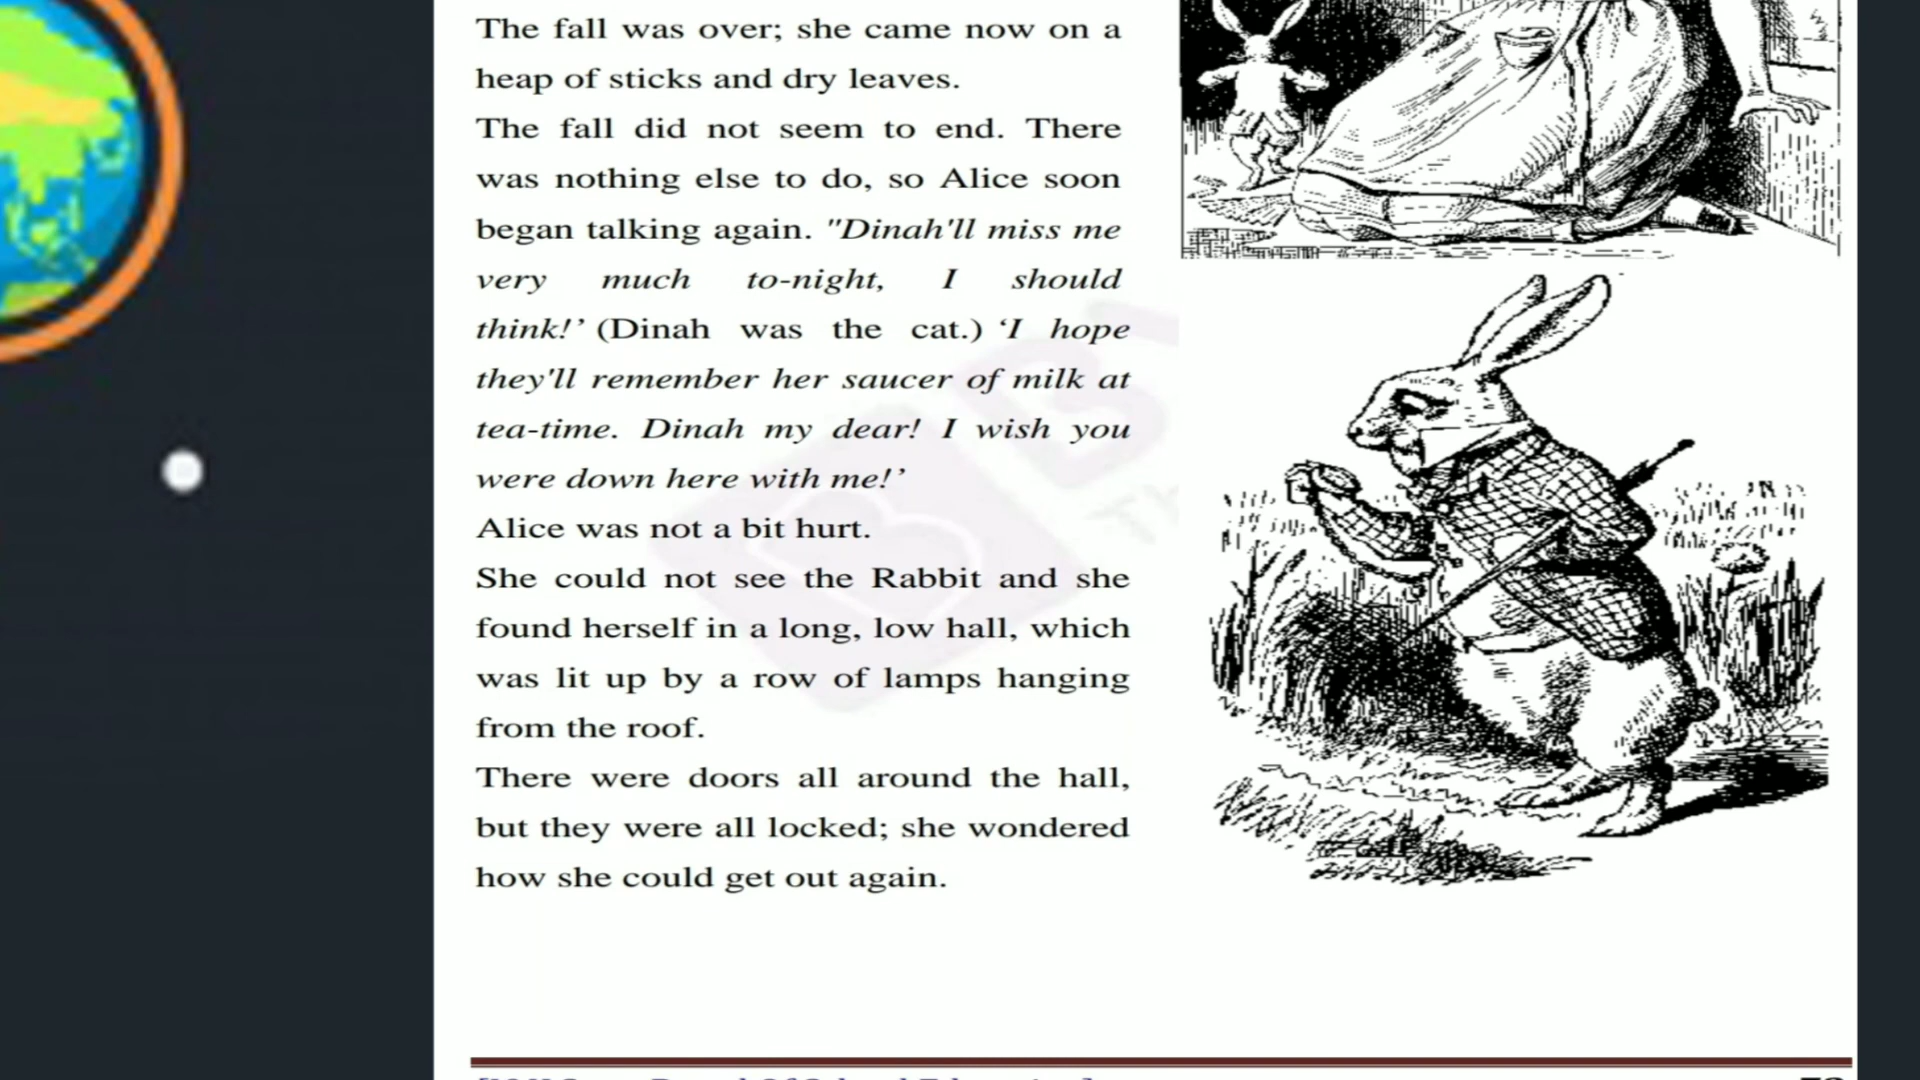 The fall was over; she came now on a
heap of sticks and dry leaves.
The fall did not seem to end. There
was nothing else to do, so Alice soon
began talking again. "Dinah'll miss me
very much to-night, I should
think!’ (Dinah was the cat.) ‘I hope
they'll remember her saucer of milk at
tea-time. Dinah my dear! I wish you
were down here with me!’
Alice was not a bit hurt.
She could not see the Rabbit and she
found herself in a long, low hall, which
was lit up by a row of lamps hanging
from the roof.
There were doors all around the hall,
but they were all locked; she wondered
how she could get out again.